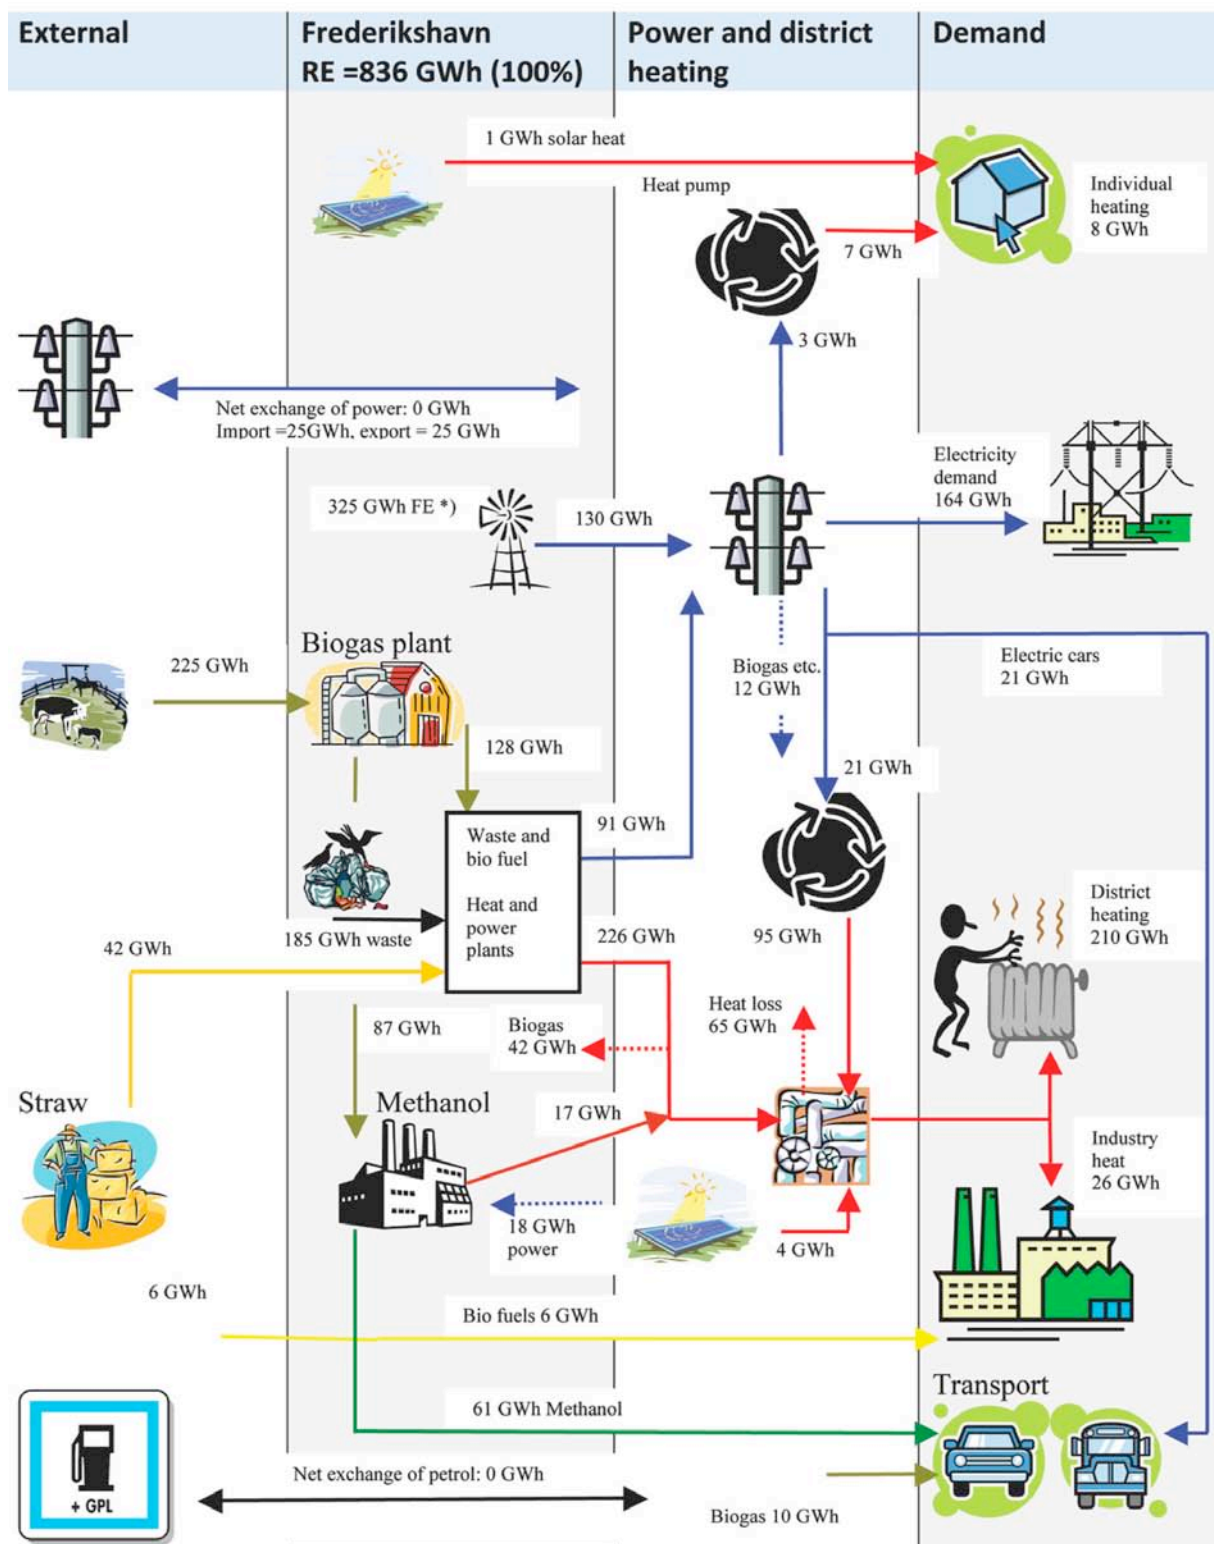 External
Frederikshavn
RE =836 GWh (100%)
Power and district
heating
Demand
1 GWh solar heat
Heat pump
Individual
heating
8 GWh
7 GWh
3 GWh
Net exchange of power: 0 GWh
Import =25GWh, export = 25 GWh
Electricity
demand
164 GWh
325 GWh FE *)
130 GWh
Biogas plant
225 GWh
Biogas etc.
12 GWh
Electric cars
21 GWh
128 GWh
21 GWh
Waste and
bio fuel
Heat and
power
plants
91 GWh
185 GWh waste
42 GWh
226 GWh
95 GWh
District
heating
210 GWh
Heat loss
65 GWh
87 GWh
Biogas
42 GWh
Straw
Methanol
17 GWh
Industry
heat
26 GWh
18 GWh
power
4 GWh
6 GWh
Bio fuels 6 GWh
Transport
61 GWh Methanol
Net exchange of petrol: 0 GWh
+ GPL
Biogas 10 GWh